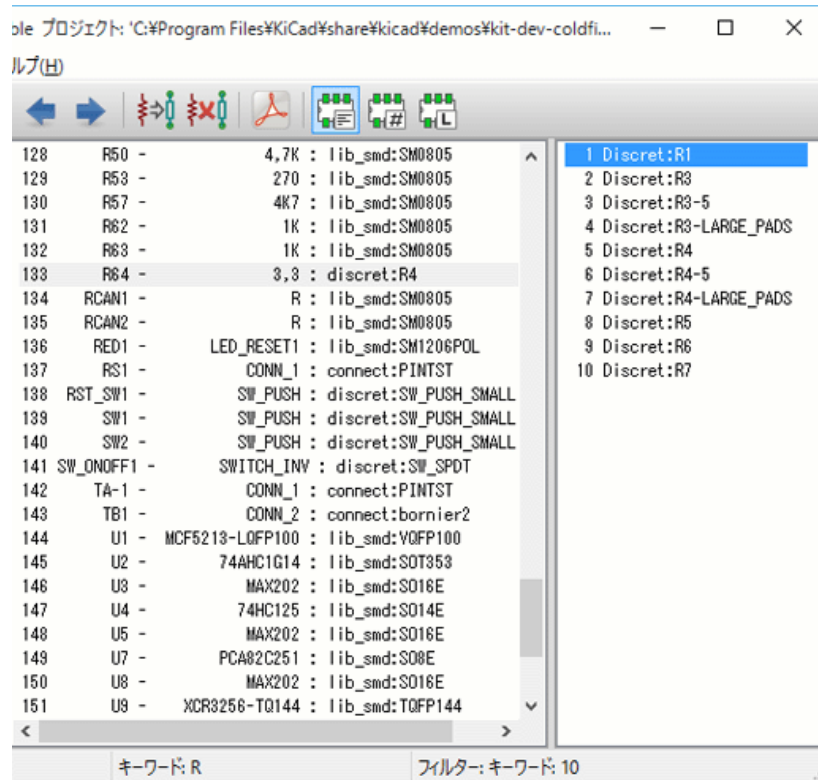 ole プロジェクト: 'C:¥Program Files¥KiCad¥share¥kicad¥demos¥kit-dev-coldfi...
ルプ(H)
128 R50 - 4,7K : lib_smd:SM0805
129 R53 - 270 : lib_smd:SM0805
130 R57 - 4K7 : lib_smd:SM0805
131 R62 - 1K : lib_smd:SM0805
132 R63 - 1K : lib_smd:SM0805
133 R64 - 3,3 : discret:R4
134 RCAN1 - R : lib_smd:SM0805
135 RCAN2 - R : lib_smd:SM0805
136 RED1 - LED_RESET1 : lib_smd:SM1206POL
137 RS1 - CONN_1 : connect:PINTST
138 RST_SW1 - SW_PUSH : discret:SW_PUSH_SMALL
139 SW1 - SW_PUSH : discret:SW_PUSH_SMALL
140 SW2 - SW_PUSH : discret:SW_PUSH_SMALL
141 SW_ONOFF1 - SWITCH_INV : discret:SW_SPDT
142 TA-1 - CONN_1 : connect:PINTST
143 TB1 - CONN_2 : connect:bornier2
144 U1 - MCF5213-LQFP100 : lib_smd:VQFP100
145 U2 - 74AHC1G14 : lib_smd:SOT353
146 U3 - MAX202 : lib_smd:SO16E
147 U4 - 74HC125 : lib_smd:SO14E
148 U5 - MAX202 : lib_smd:SO16E
149 U7 - PCA82C251 : lib_smd:SO8E
150 U8 - MAX202 : lib_smd:SO16E
151 U9 - XCR3256-TQ144 : lib_smd:TQFP144
1 Discret:R1
2 Discret:R3
3 Discret:R3-5
4 Discret:R3-LARGE_PADS
5 Discret:R4
6 Discret:R4-5
7 Discret:R4-LARGE_PADS
8 Discret:R5
9 Discret:R6
10 Discret:R7
キーワード: R
フィルター: キーワード: 10